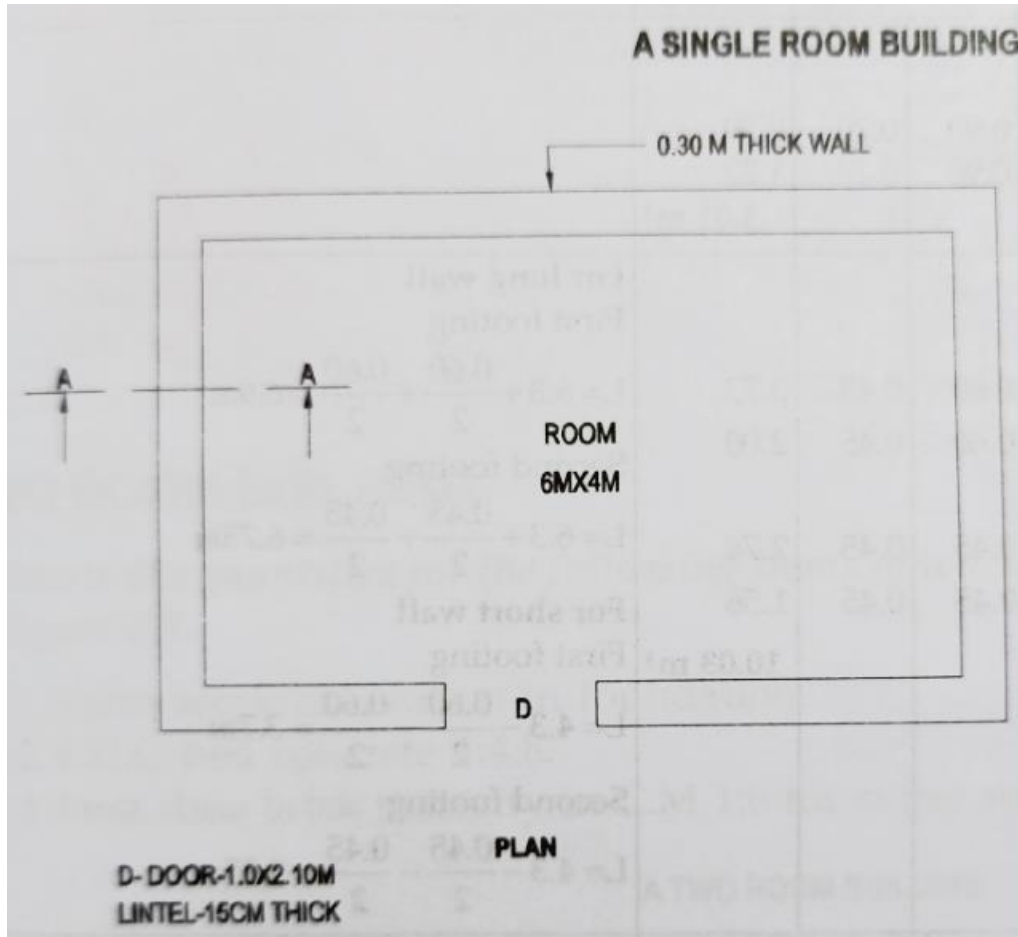 A SINGLE ROOM BUILDING
0.30 M THICK WALL
A
A
ROOM
6MX4M
D
PLAN
D- DOOR-1.0X2.10M
LINTEL-15CM THICK